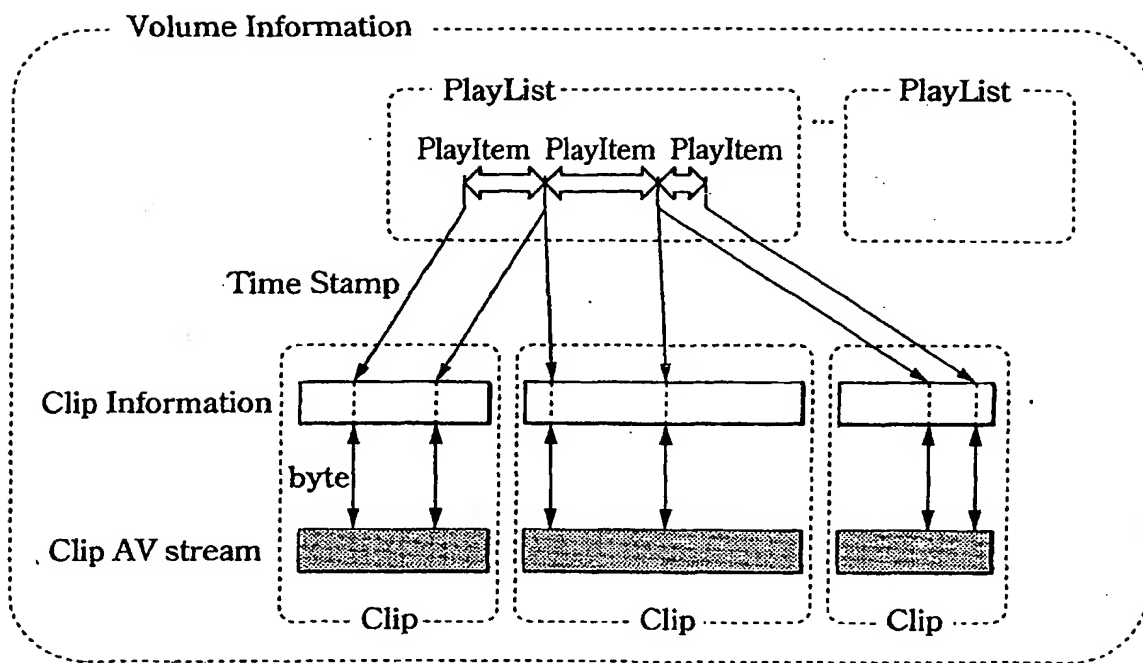 Volume Information
PlayList
...
PlayList
PlayItem PlayItem PlayItem
Time Stamp
Clip Information
byte
Clip AV stream
Clip
Clip
Clip